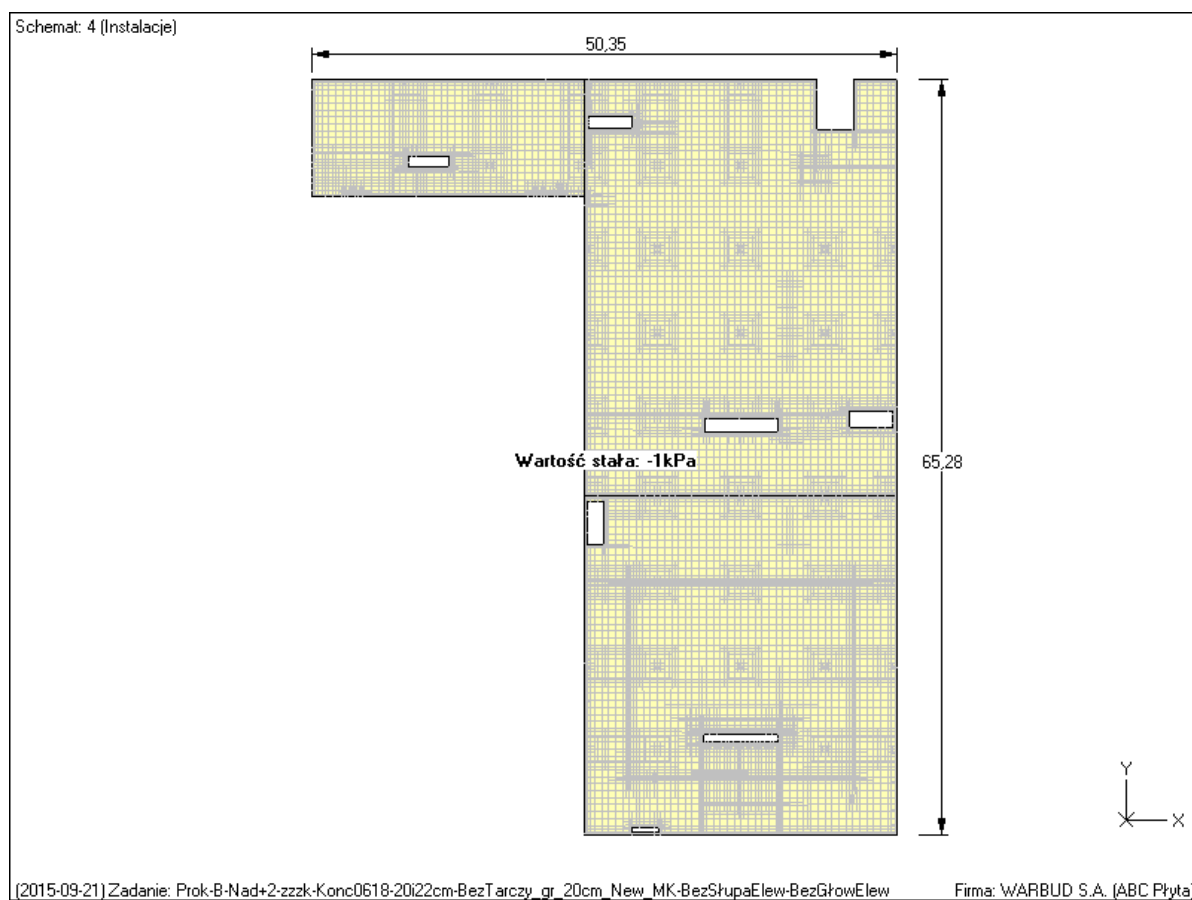 Schemat: 4 (Instalacje)
50,35
Wartość stała: -1kPa
65,28
Y
X
(2015-09-21) Zadanie: Prok-B-Nad+2-zzzk-Konc0618-20i22cm-BezTarczy_gr_20cm_New_MK-BezSłupaElew-BezGłowElew
Firma: WARBUD S.A. (ABC Płyta)